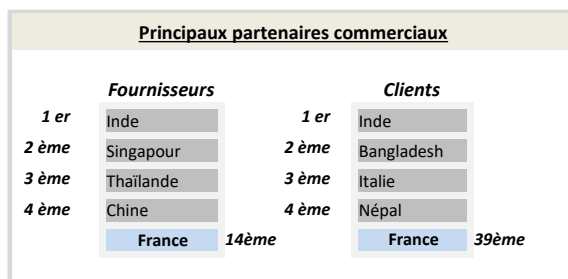 Principaux partenaires commerciaux
Fournisseurs Clients
1 er Inde 1 er Inde
2 ème Singapour 2 ème Bangladesh
3 ème Thaïlande 3 ème Italie
4 ème Chine 4 ème Népal
France 14ème France 39ème